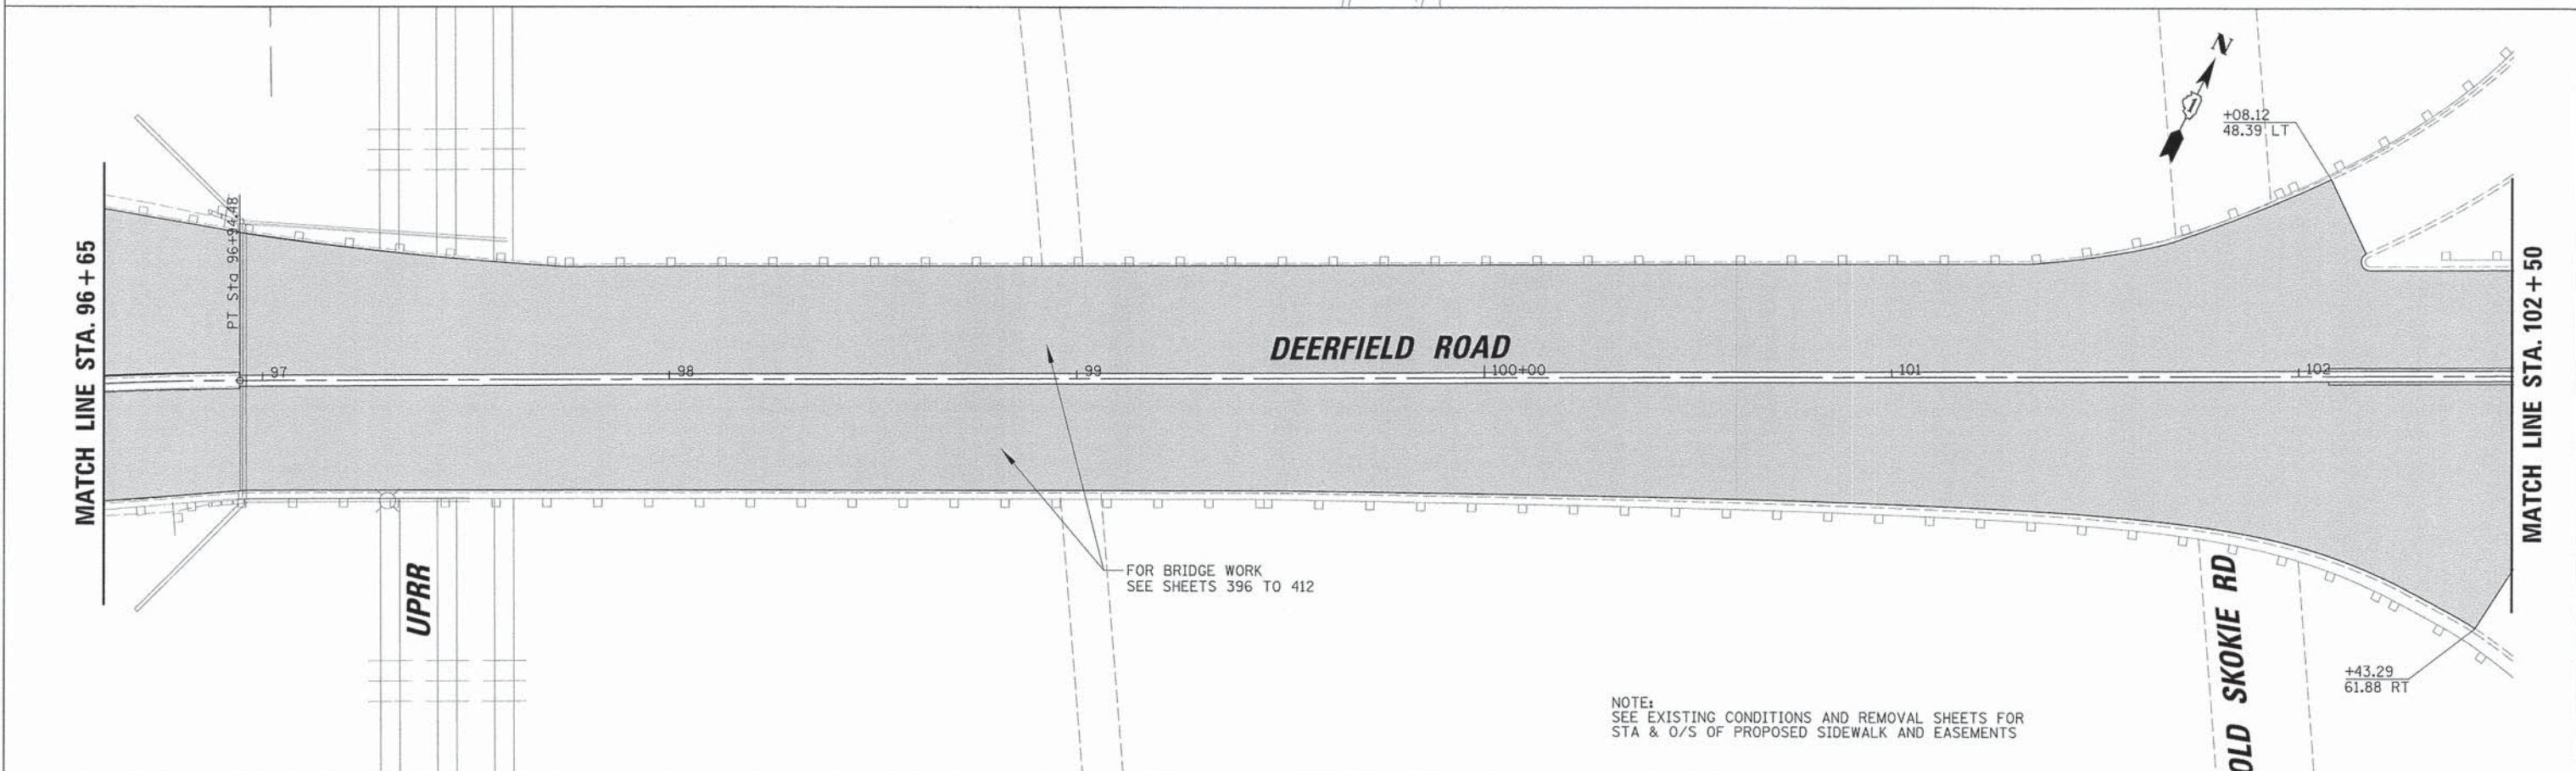 N
1
+08.12
48.39 LT
MATCH LINE STA. 96+65
PT Sta 96+94.48
MATCH LINE STA. 102+50
DEERFIELD ROAD
97
98
99
100+00
101
102
FOR BRIDGE WORK
SEE SHEETS 396 TO 412
UPRR
OLD SKOKIE RD
+43.29
61.88 RT
NOTE:
SEE EXISTING CONDITIONS AND REMOVAL SHEETS FOR
STA & O/S OF PROPOSED SIDEWALK AND EASEMENTS